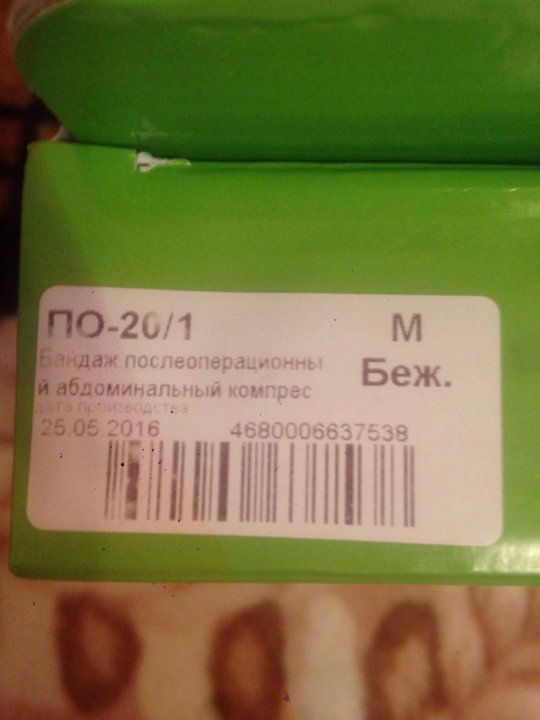 ПО-20/1 М
Бандаж послеоперационны
й абдоминальный компрес
Беж.
дата производства
25.05.2016 4680006637538